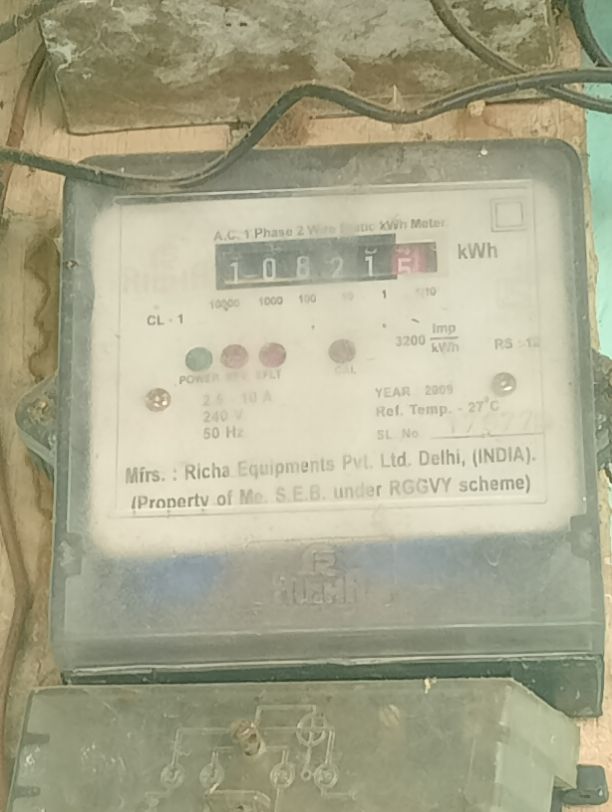 A.C. 1 Phase 2 Wire Static kWh Meter
1 0 8 2 1 5 kWh
10000 1000 100 10 1 1/10
CL - 1
3200 Imp/kWh RS - 12
POWER REV EFLT CAL
2.5 - 10 A
240 V
50 Hz
YEAR 2009
Ref. Temp. - 27°C
SL. No.
Mfrs. : Richa Equipments Pvt. Ltd. Delhi, (INDIA).
(Property of Me. S.E.B. under RGGVY scheme)